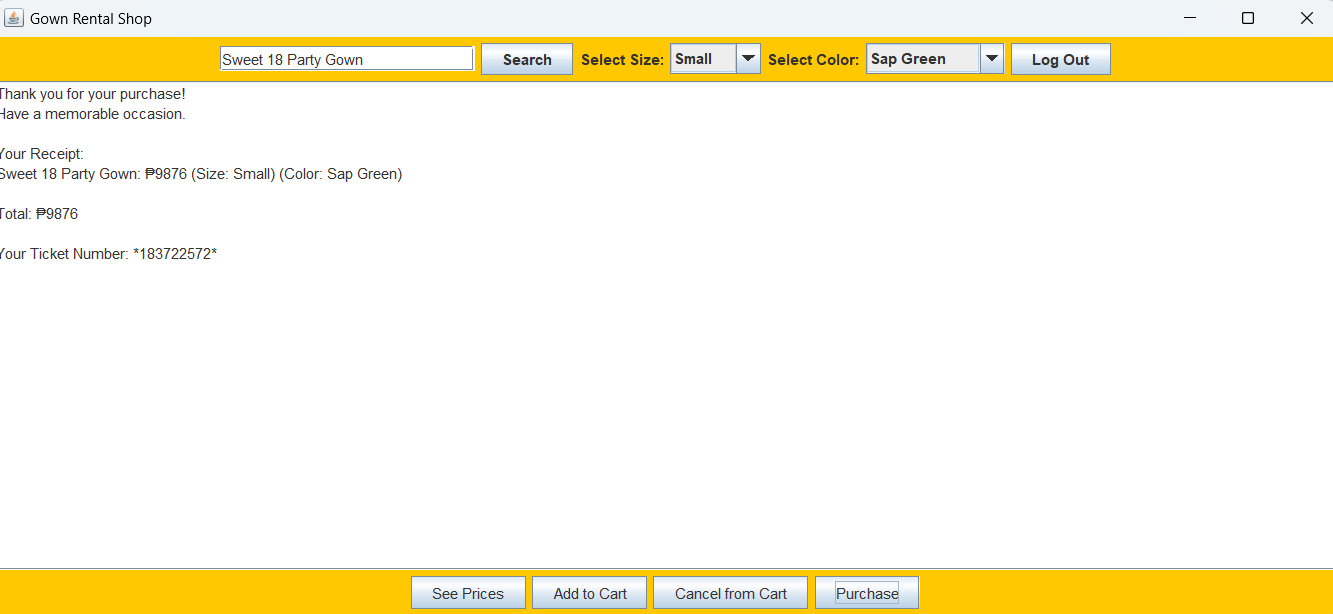 Gown Rental Shop
Sweet 18 Party Gown Search Select Size: Small Select Color: Sap Green Log Out
Thank you for your purchase!
Have a memorable occasion.
Your Receipt:
Sweet 18 Party Gown: ₱9876 (Size: Small) (Color: Sap Green)
Total: ₱9876
Your Ticket Number: *183722572*
See Prices Add to Cart Cancel from Cart Purchase